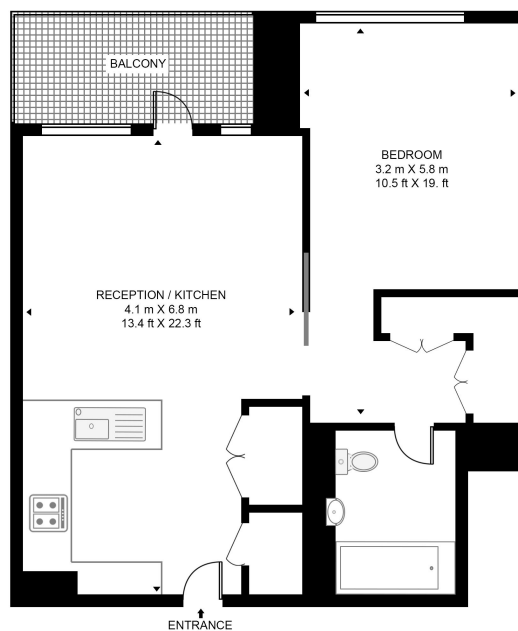 BALCONY
BEDROOM
3.2 m X 5.8 m
10.5 ft X 19. ft
RECEPTION / KITCHEN
4.1 m X 6.8 m
13.4 ft X 22.3 ft
ENTRANCE